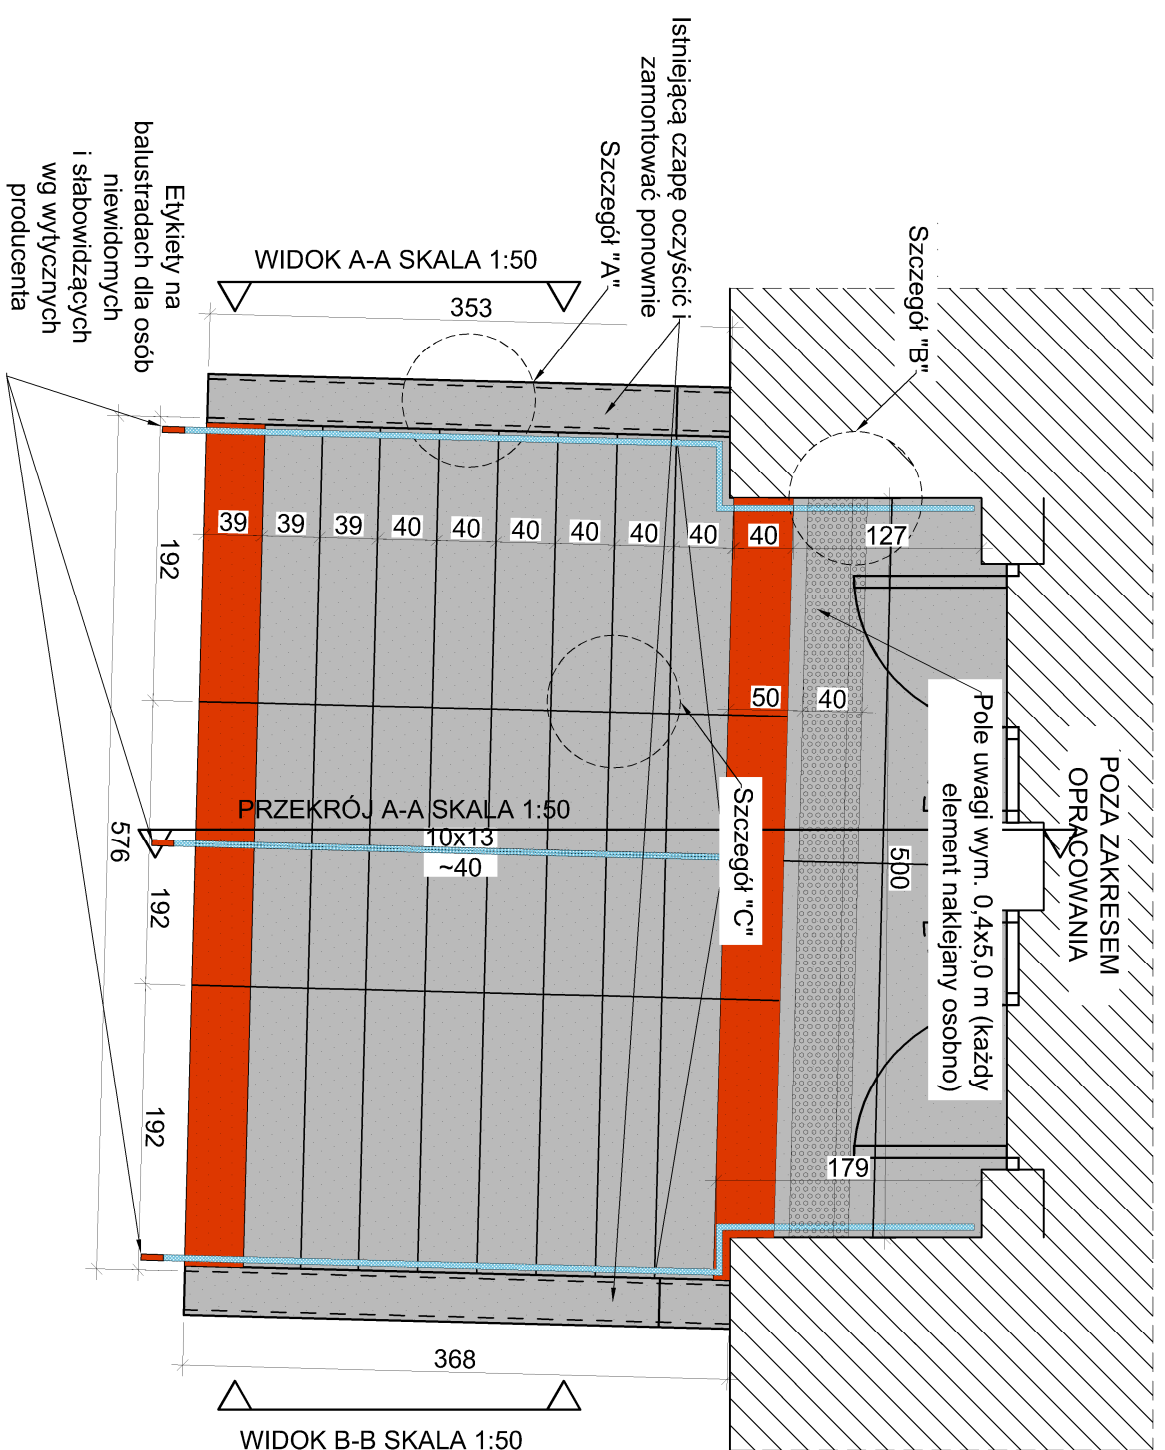 Istniejącą czapę oczyścić i
zamontować ponownie
Szczegół "A"
Szczegół "B"
Etykiety na
balustradach dla osób
niewidomych
i słabowidzących
wg wytycznych
producenta
WIDOK A-A SKALA 1:50
353
39
39
39
40
40
40
40
40
40
40
127
192
50
40
Pole uwagi wym. 0,4x5,0 m (każdy
element naklejany osobno)
POZA ZAKRESEM
OPRACOWANIA
Szczegół "C"
PRZEKRÓJ A-A SKALA 1:50
10x13
~40
576
192
500
192
179
368
WIDOK B-B SKALA 1:50